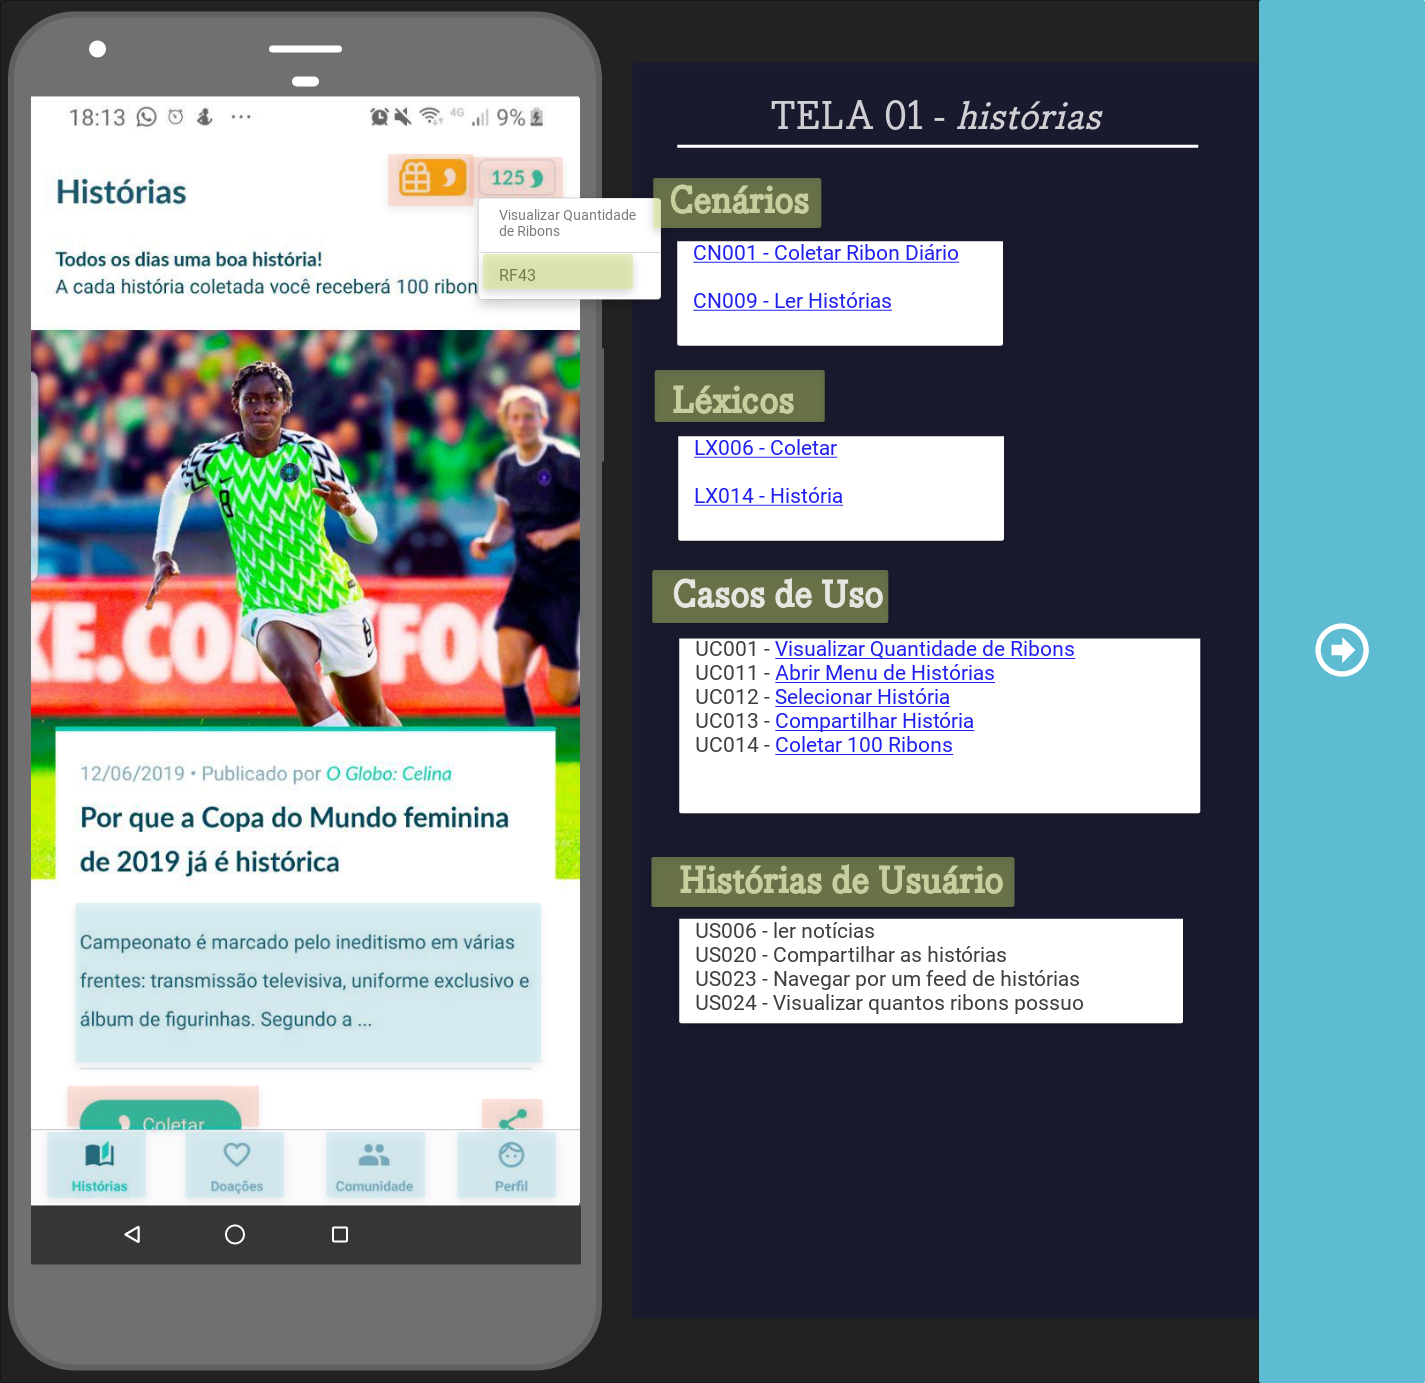 18:13
4G
9%
Histórias
125
Visualizar Quantidade
de Ribons
RF43
Todos os dias uma boa história!
A cada história coletada você receberá 100 ribon
KE.CO
FO
8
6
12/06/2019 • Publicado por O Globo: Celina
Por que a Copa do Mundo feminina
de 2019 já é histórica
Campeonato é marcado pelo ineditismo em várias
frentes: transmissão televisiva, uniforme exclusivo e
álbum de figurinhas. Segundo a ...
Coletar
Histórias
Doações
Comunidade
Perfil
TELA 01 - histórias
Cenários
CN001 - Coletar Ribon Diário
CN009 - Ler Histórias
Léxicos
LX006 - Coletar
LX014 - História
Casos de Uso
UC001 - Visualizar Quantidade de Ribons
UC011 - Abrir Menu de Histórias
UC012 - Selecionar História
UC013 - Compartilhar História
UC014 - Coletar 100 Ribons
Histórias de Usuário
US006 - ler notícias
US020 - Compartilhar as histórias
US023 - Navegar por um feed de histórias
US024 - Visualizar quantos ribons possuo